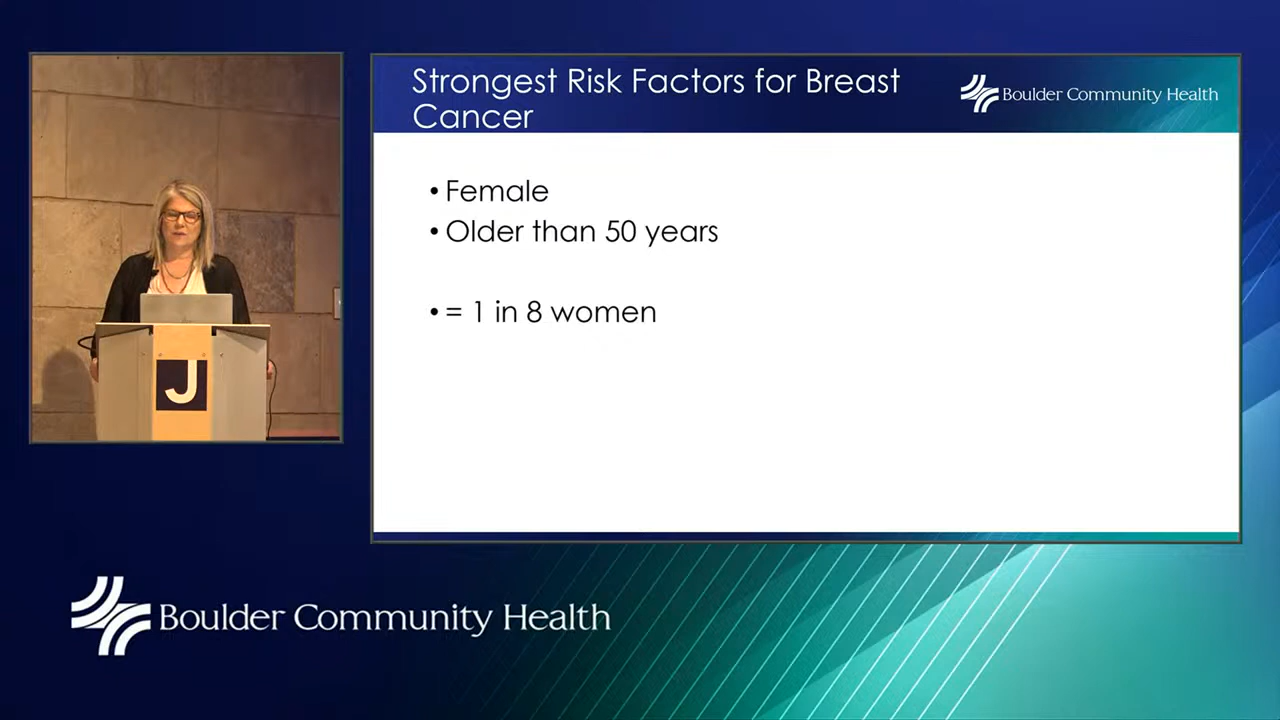 Strongest Risk Factors for Breast
Cancer
Boulder Community Health
• Female
• Older than 50 years
• = 1 in 8 women
J
Boulder Community Health